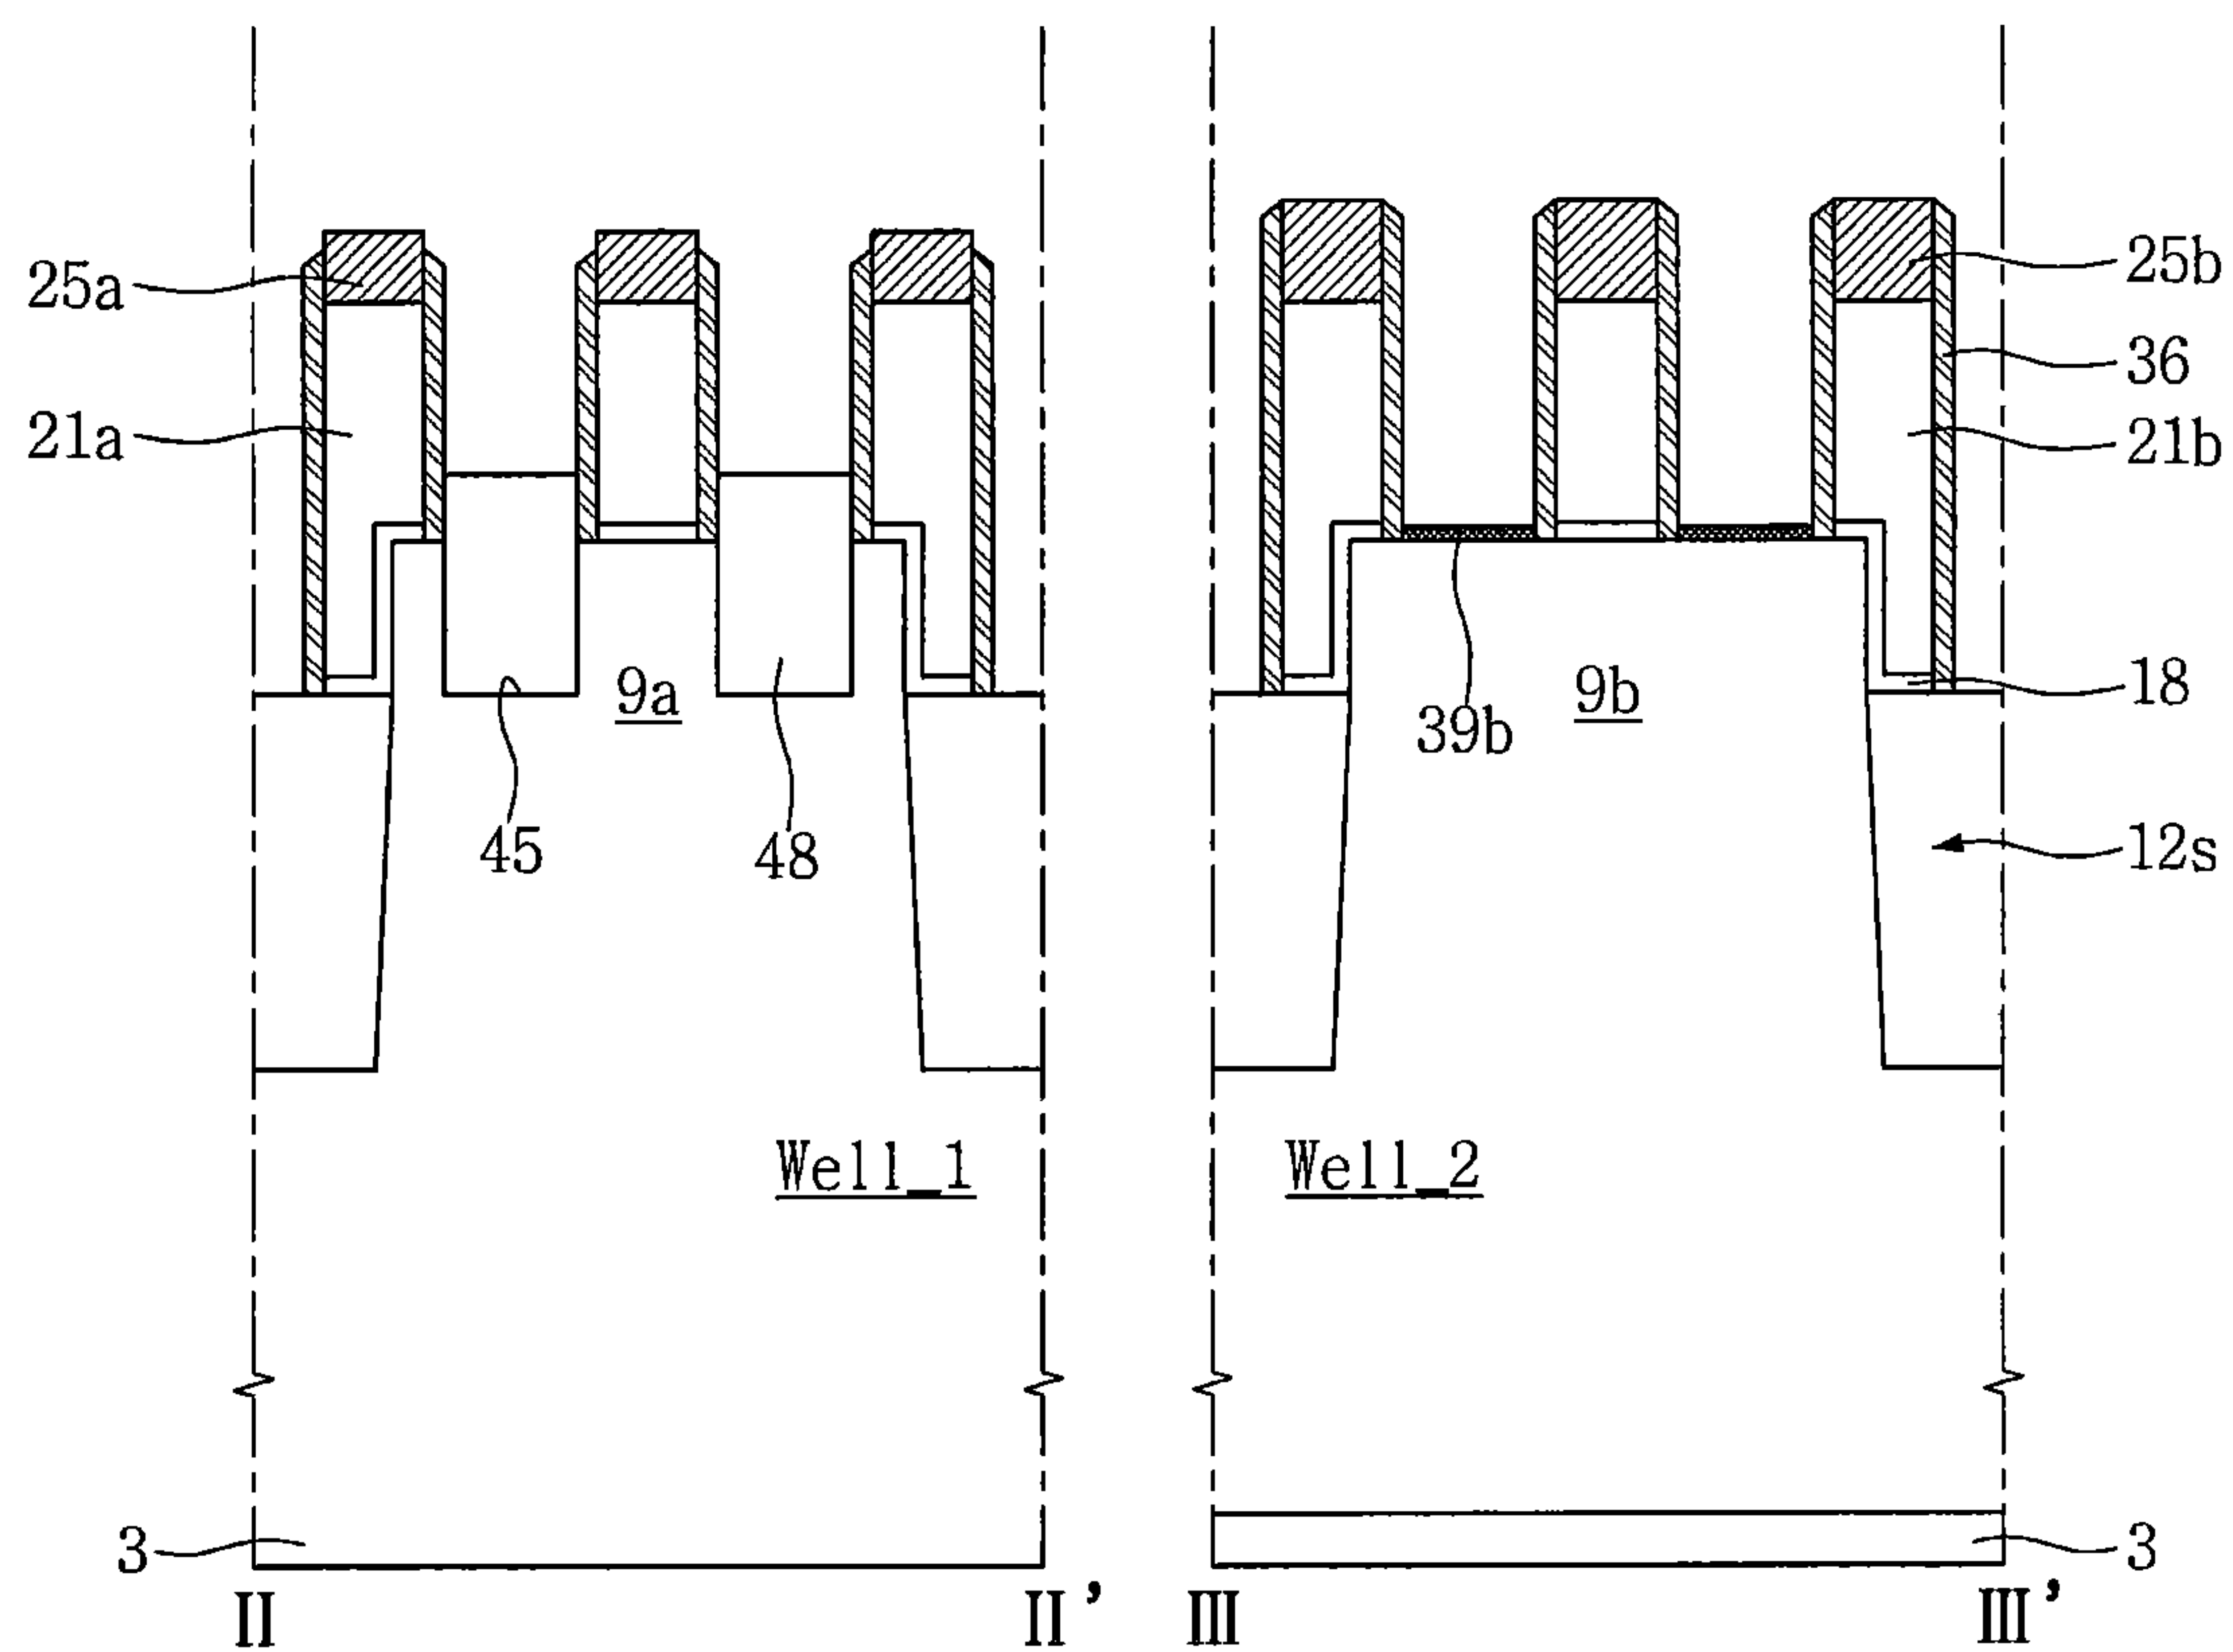 25a
25b
36
21a
21b
9a
9b
39b
18
45
48
12s
Well_1
Well_2
3
3
II
II'
III
III'